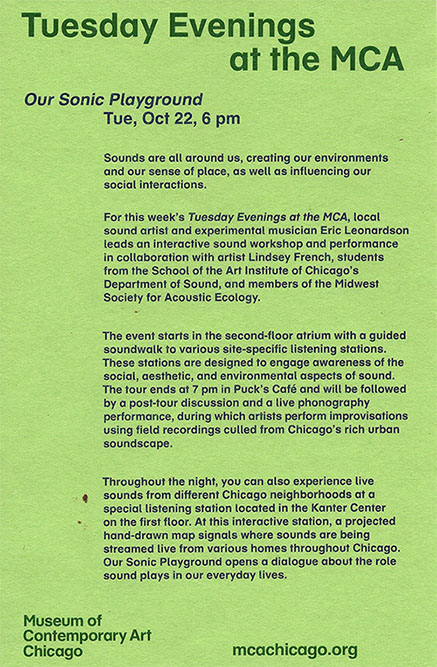 Tuesday Evenings
at the MCA
Our Sonic Playground
Tue, Oct 22, 6 pm
Sounds are all around us, creating our environments
and our sense of place, as well as influencing our
social interactions.
For this week's Tuesday Evenings at the MCA, local
sound artist and experimental musician Eric Leonardson
leads an interactive sound workshop and performance
in collaboration with artist Lindsey French, students
from the School of the Art Institute of Chicago's
Department of Sound, and members of the Midwest
Society for Acoustic Ecology.
The event starts in the second-floor atrium with a guided
soundwalk to various site-specific listening stations.
These stations are designed to engage awareness of the
social, aesthetic, and environmental aspects of sound.
The tour ends at 7 pm in Puck's Café and will be followed
by a post-tour discussion and a live phonography
performance, during which artists perform improvisations
using field recordings culled from Chicago's rich urban
soundscape.
Throughout the night, you can also experience live
sounds from different Chicago neighborhoods at a
special listening station located in the Kanter Center
on the first floor. At this interactive station, a projected
hand-drawn map signals where sounds are being
streamed live from various homes throughout Chicago.
Our Sonic Playground opens a dialogue about the role
sound plays in our everyday lives.
Museum of
Contemporary Art
Chicago
mcachicago.org